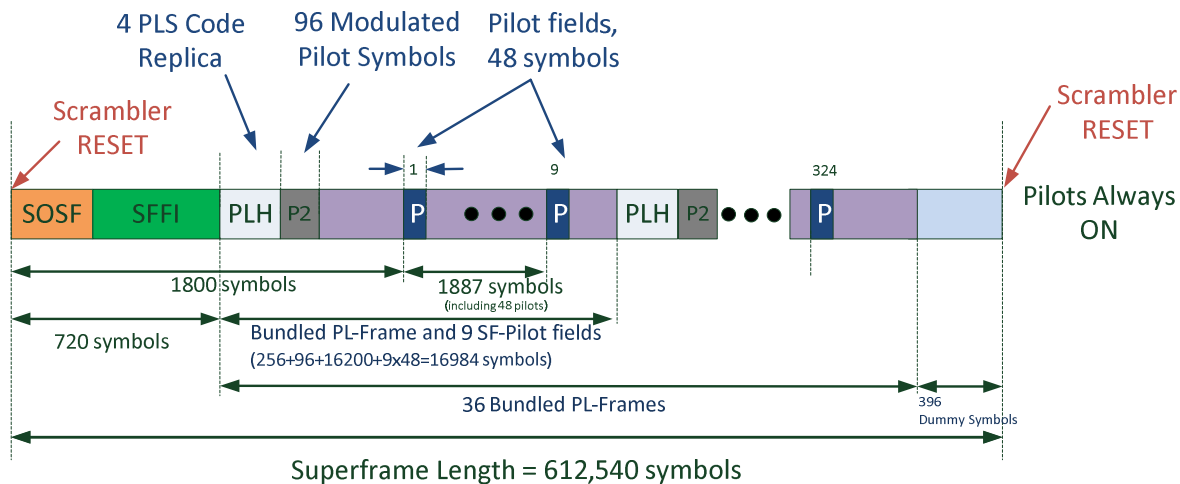 4 PLS Code
Replica
96 Modulated
Pilot Symbols
Pilot fields,
48 symbols
Scrambler
RESET
Scrambler
RESET
1
9
324
SOSF
SFFI
PLH
P2
P
P
PLH
P2
P
Pilots Always
ON
1800 symbols
1887 symbols
(including 48 pilots)
720 symbols
Bundled PL-Frame and 9 SF-Pilot fields
(256+96+16200+9x48=16984 symbols)
36 Bundled PL-Frames
396
Dummy Symbols
Superframe Length = 612,540 symbols